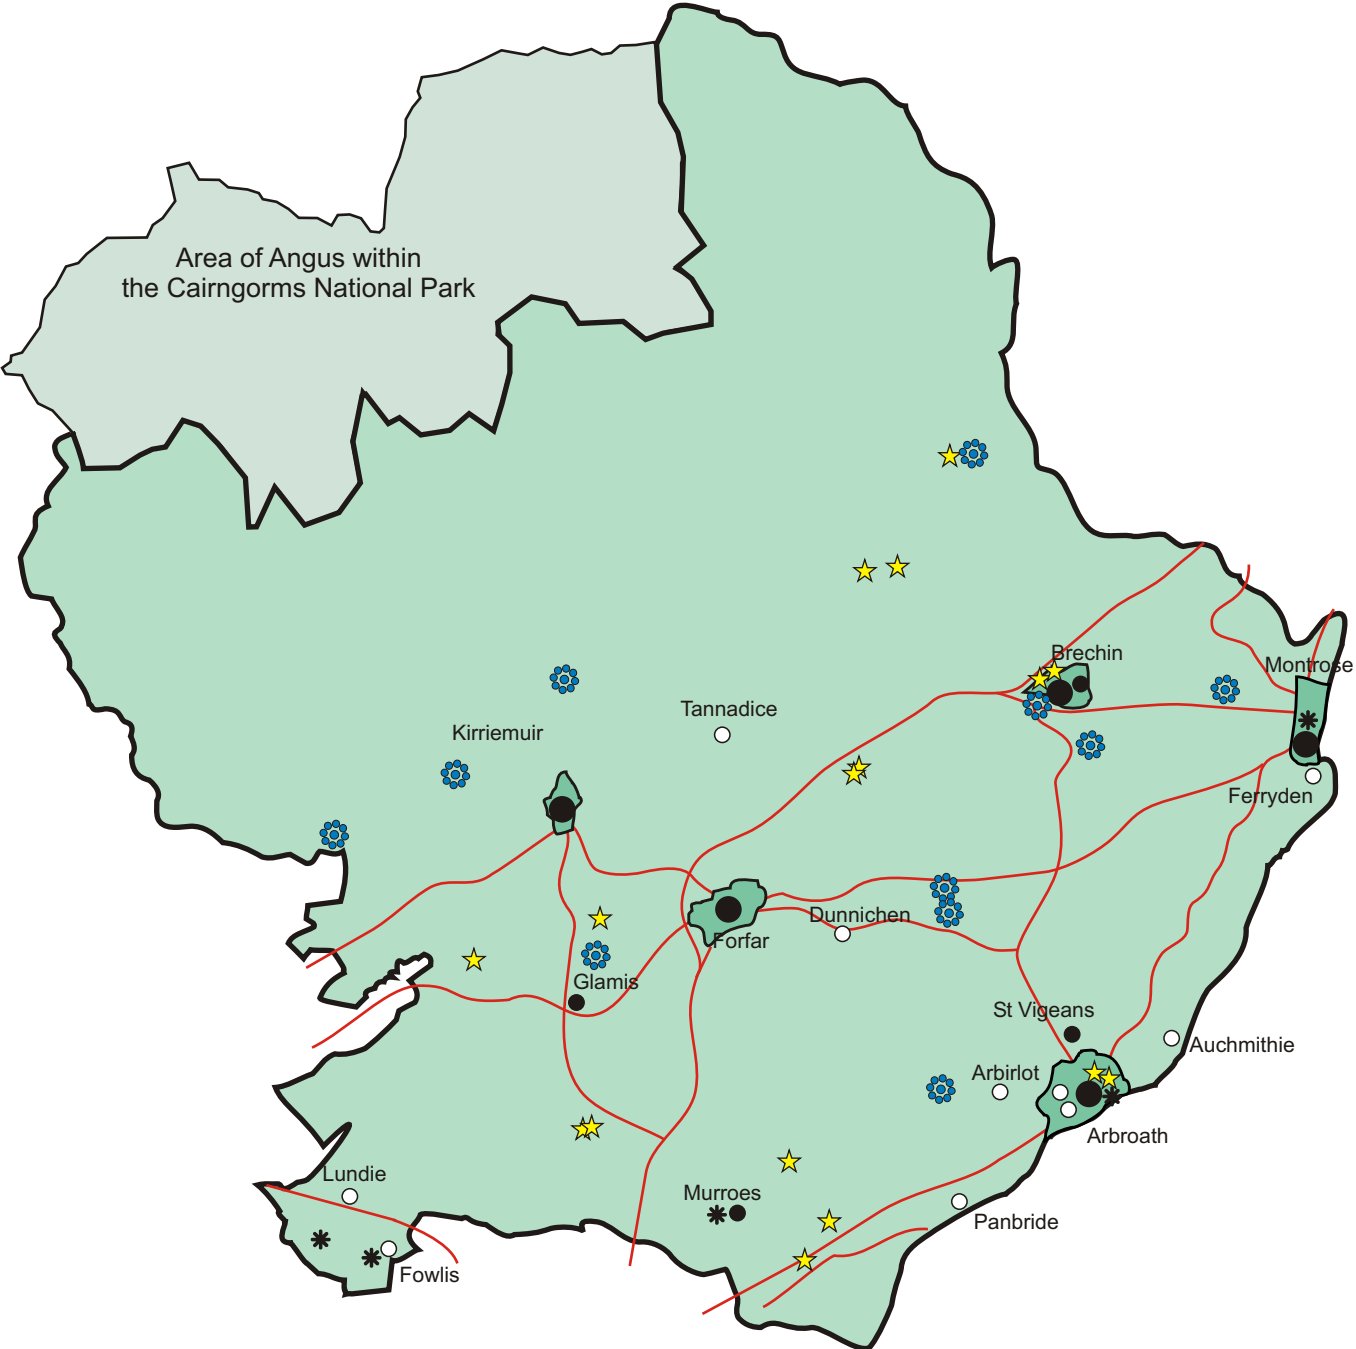 Area of Angus within
the Cairngorms National Park
Brechin
Montrose
Tannadice
Kirriemuir
Ferryden
Dunnichen
Forfar
Glamis
St Vigeans
Auchmithie
Arbirlot
Arbroath
Lundie
Murroes
Panbride
Fowlis